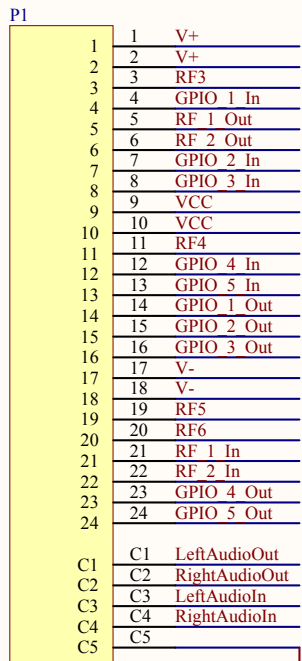 P1
1 1 V+
2 2 V+
3 3 RF3
4 4 GPIO_1_In
5 5 RF_1_Out
6 6 RF_2_Out
7 7 GPIO_2_In
8 8 GPIO_3_In
9 9 VCC
10 10 VCC
11 11 RF4
12 12 GPIO_4_In
13 13 GPIO_5_In
14 14 GPIO_1_Out
15 15 GPIO_2_Out
16 16 GPIO_3_Out
17 17 V-
18 18 V-
19 19 RF5
20 20 RF6
21 21 RF_1_In
22 22 RF_2_In
23 23 GPIO_4_Out
24 24 GPIO_5_Out
C1 C1 LeftAudioOut
C2 C2 RightAudioOut
C3 C3 LeftAudioIn
C4 C4 RightAudioIn
C5 C5